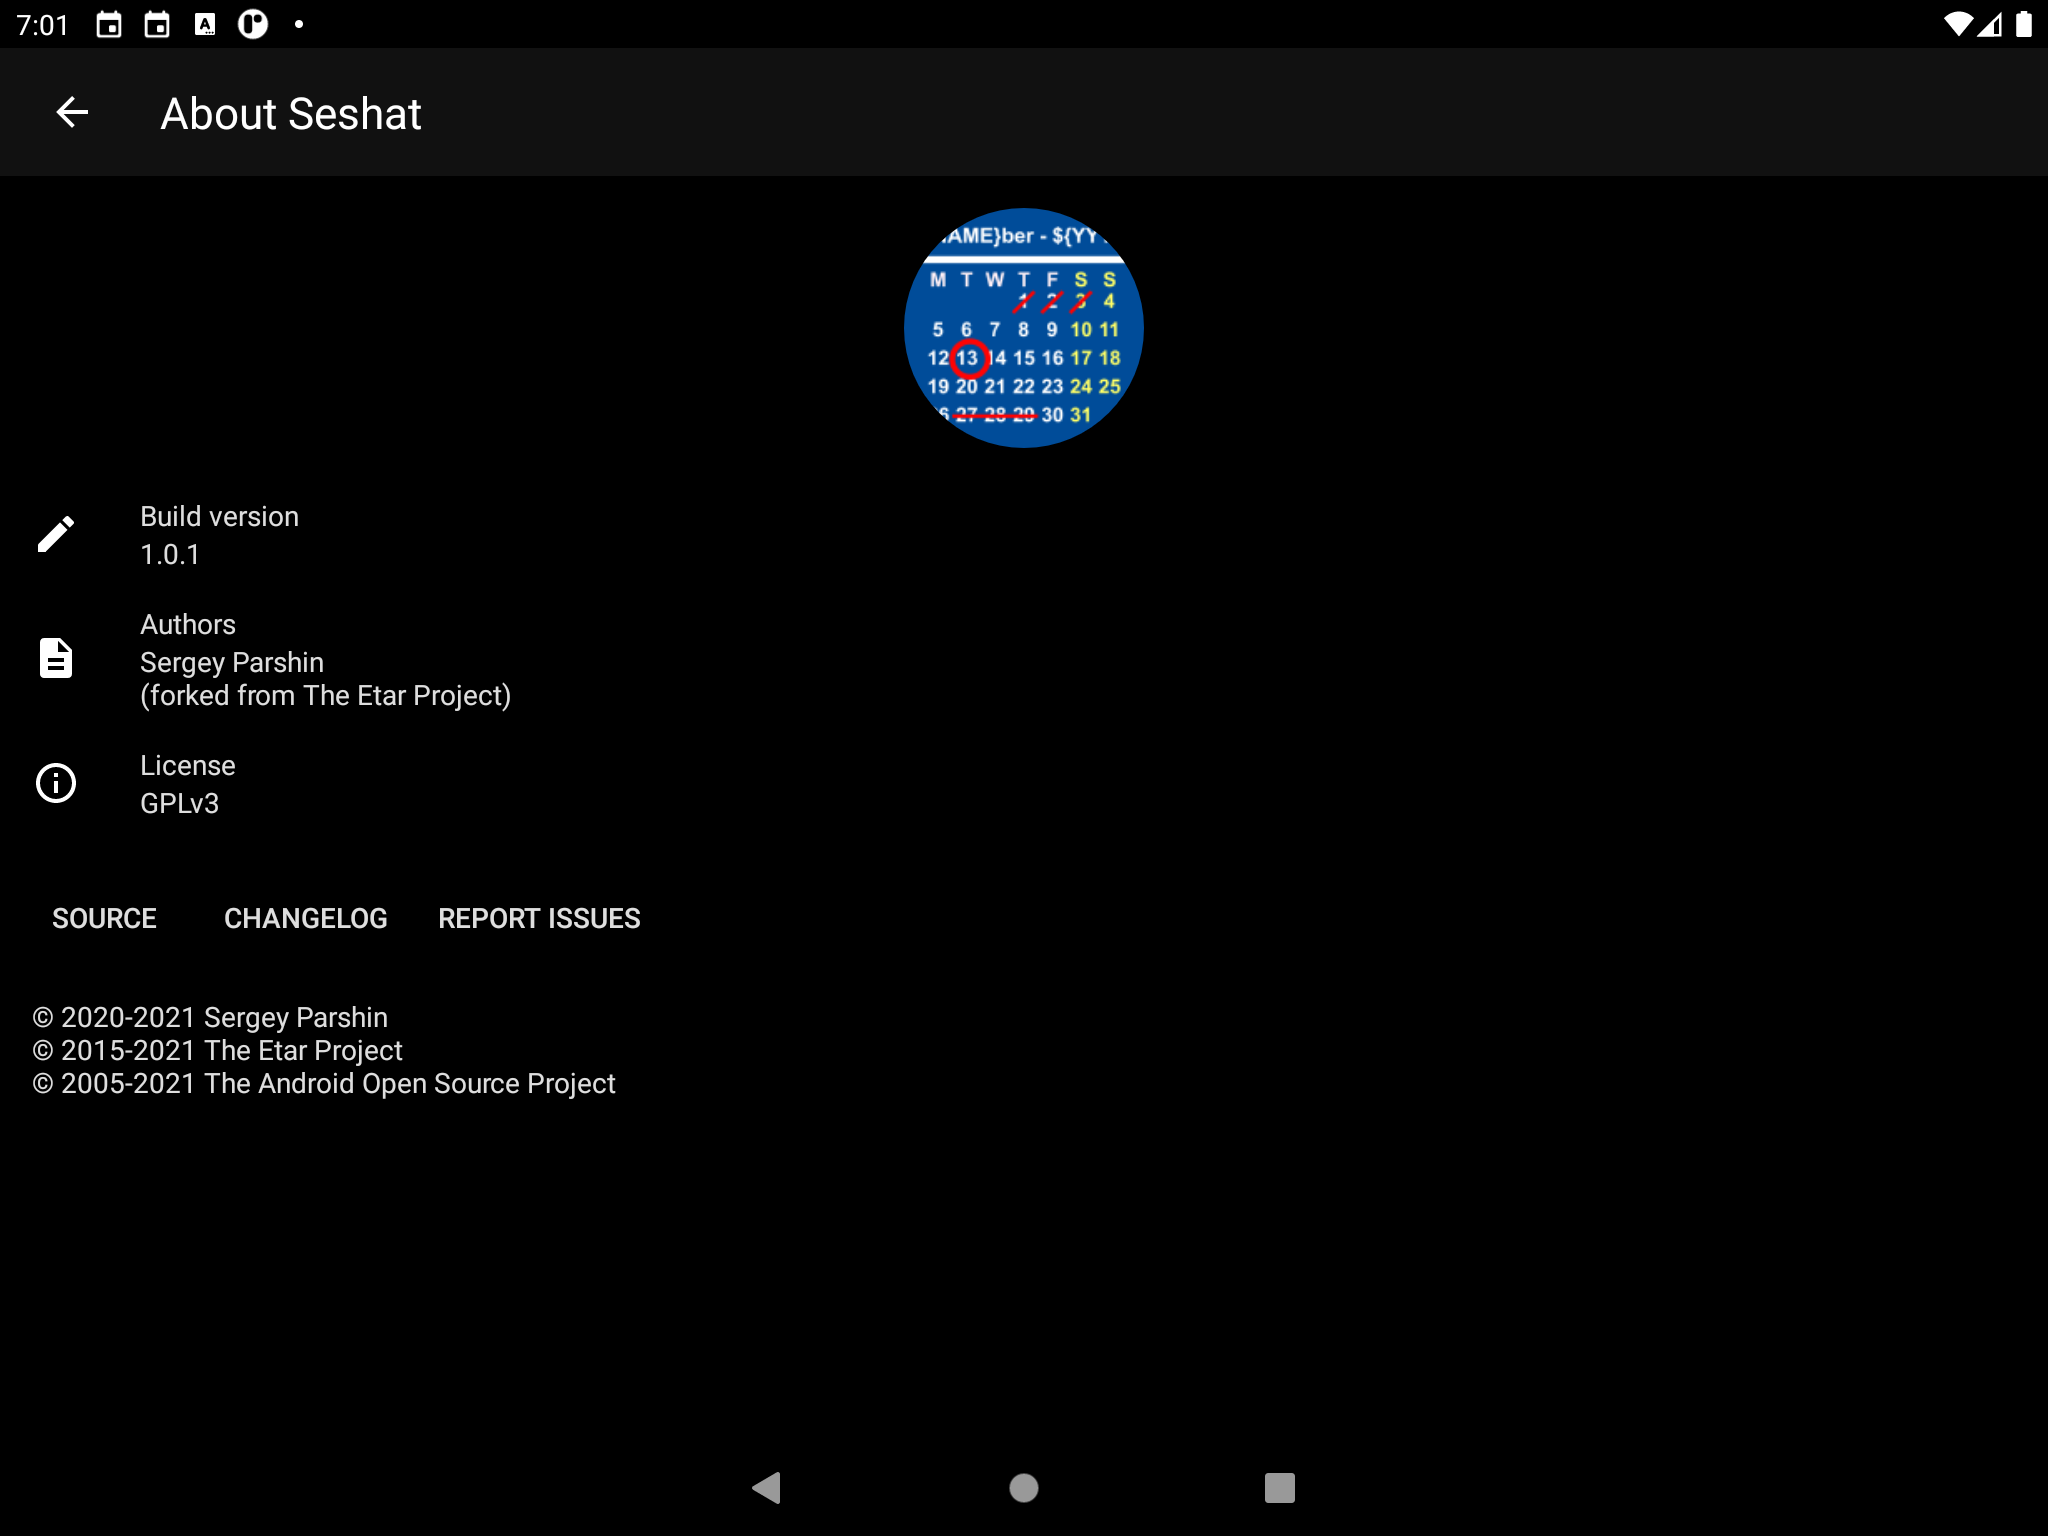 7:01
About Seshat
AME}ber - ${YY
M T W T F S S
1 2 3 4
5 6 7 8 9 10 11
12 13 14 15 16 17 18
19 20 21 22 23 24 25
6 27 28 29 30 31
Build version
1.0.1
Authors
Sergey Parshin
(forked from The Etar Project)
License
GPLv3
SOURCE CHANGELOG REPORT ISSUES
© 2020-2021 Sergey Parshin
© 2015-2021 The Etar Project
© 2005-2021 The Android Open Source Project